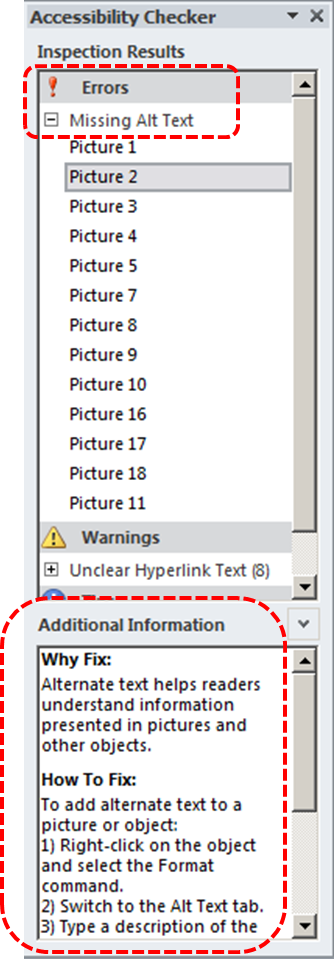 Accessibility Checker
Inspection Results
Errors
Missing Alt Text
Picture 1
Picture 2
Picture 3
Picture 4
Picture 5
Picture 7
Picture 8
Picture 9
Picture 10
Picture 16
Picture 17
Picture 18
Picture 11
Warnings
Unclear Hyperlink Text (8)
Additional Information
Why Fix:
Alternate text helps readers
understand information
presented in pictures and
other objects.
How To Fix:
To add alternate text to a
picture or object:
1) Right-click on the object
and select the Format
command.
2) Switch to the Alt Text tab.
3) Type a description of the